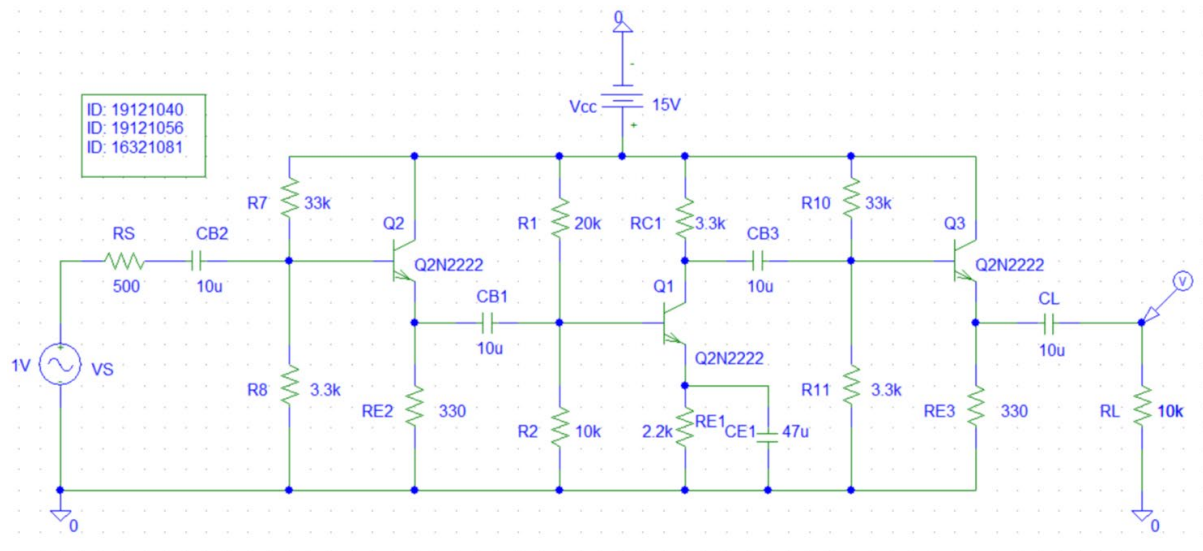 0
-
Vcc 15V
+
ID: 19121040
ID: 19121056
ID: 16321081
R7 33k
Q2
R1 20k
RC1 3.3k
R10 33k
Q3
RS
500
CB2
10u
Q2N2222
CB3
10u
Q2N2222
CB1
10u
Q1
Q2N2222
CL
10u
V
1V VS
+
-
R8 3.3k
RE2 330
R2 10k
2.2k RE1
CE1 47u
R11 3.3k
RE3 330
RL 10k
0
0